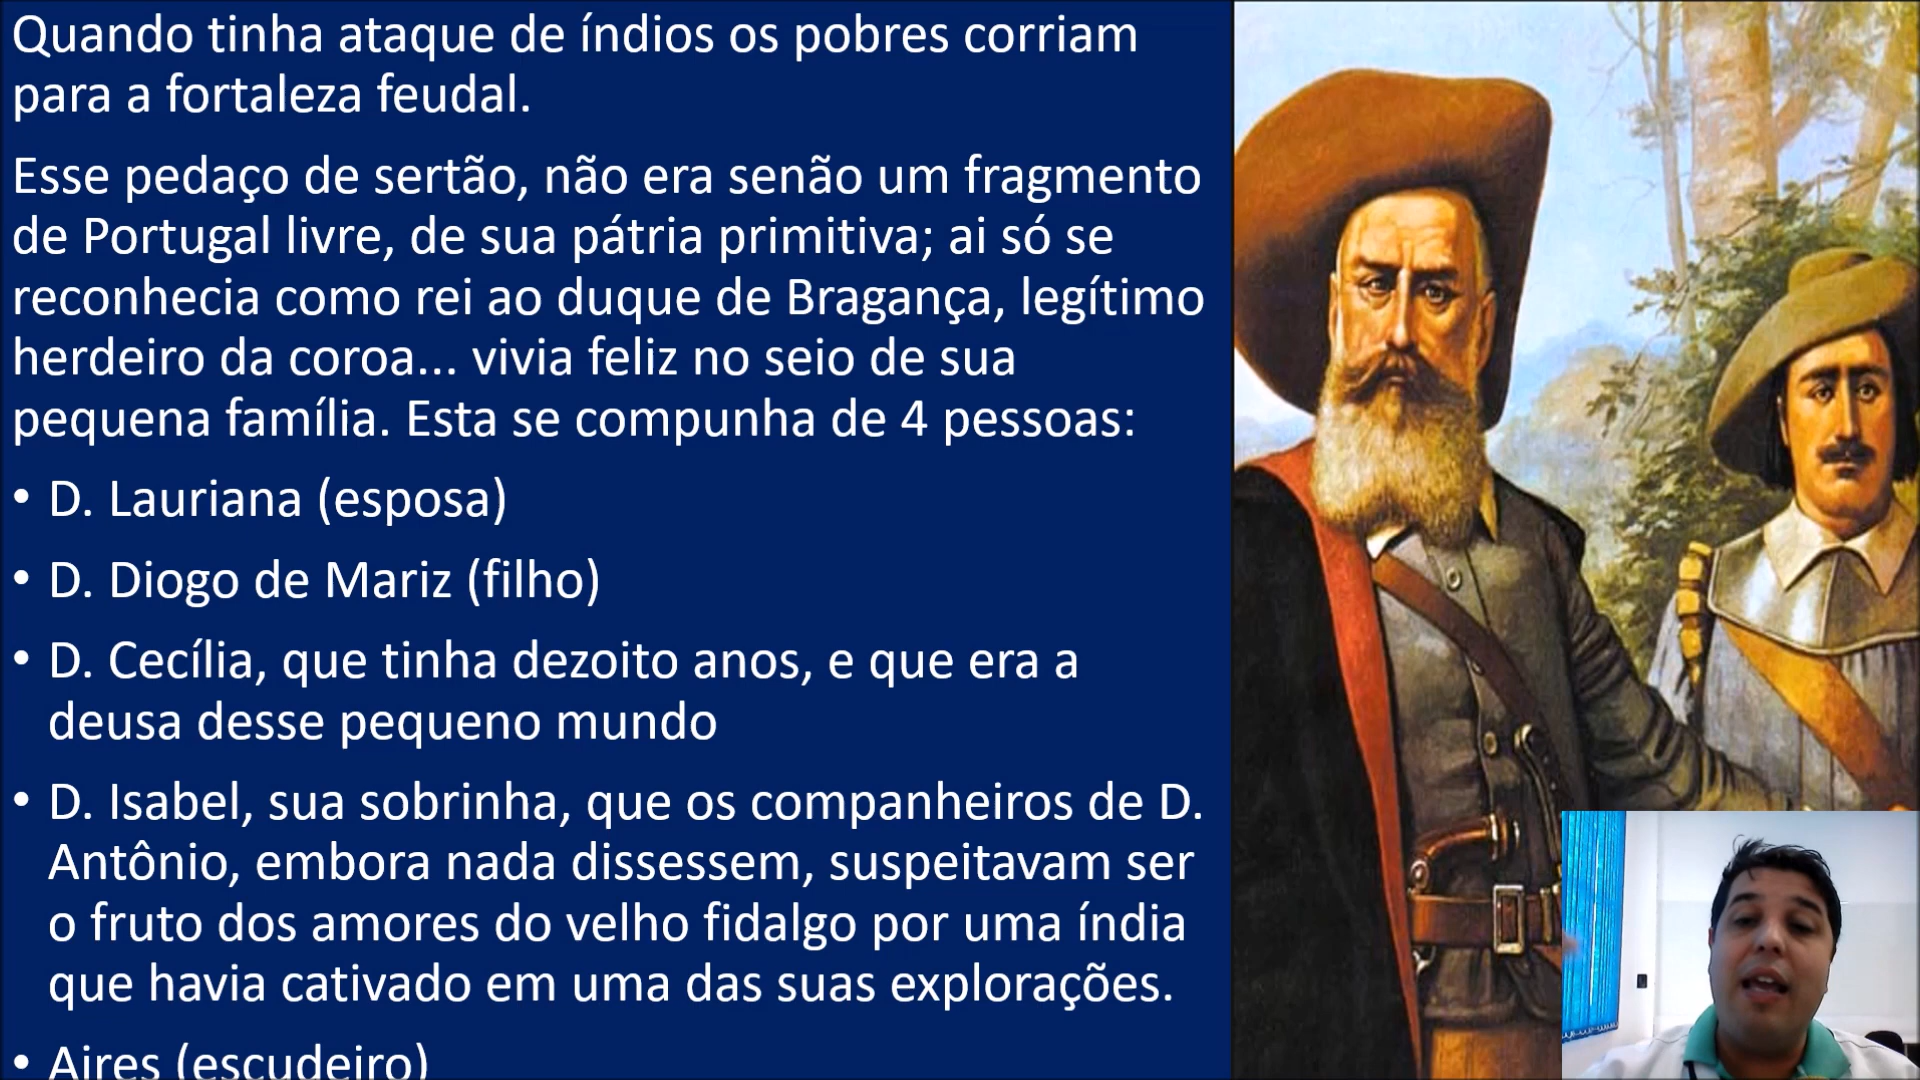 Quando tinha ataque de índios os pobres corriam
para a fortaleza feudal.
Esse pedaço de sertão, não era senão um fragmento
de Portugal livre, de sua pátria primitiva; ai só se
reconhecia como rei ao duque de Bragança, legítimo
herdeiro da coroa... vivia feliz no seio de sua
pequena família. Esta se compunha de 4 pessoas:
• D. Lauriana (esposa)
• D. Diogo de Mariz (filho)
• D. Cecília, que tinha dezoito anos, e que era a
deusa desse pequeno mundo
• D. Isabel, sua sobrinha, que os companheiros de D.
Antônio, embora nada dissessem, suspeitavam ser
o fruto dos amores do velho fidalgo por uma índia
que havia cativado em uma das suas explorações.
• Aires (escudeiro)